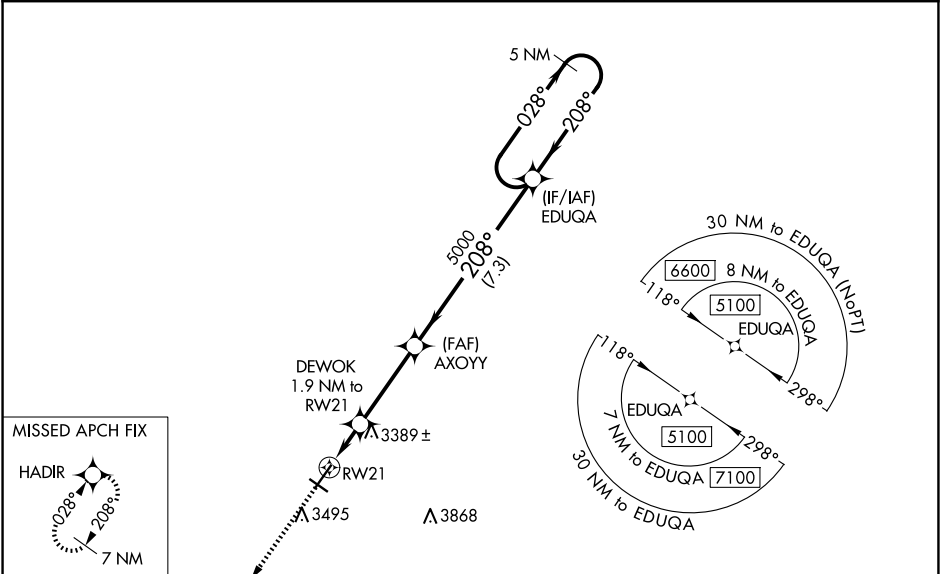 5 NM
028°
208°
(IF/IAF)
EDUQA
5000
208°
(7.3)
(FAF)
AXOYY
DEWOK
1.9 NM to
RW21
3389 ±
RW21
3495
3868
MISSED APCH FIX
HADIR
028°
208°
7 NM
30 NM to EDUQA (NoPT)
6600
8 NM to EDUQA
118°
5100
EDUQA
298°
118°
EDUQA
5100
298°
7 NM to EDUQA
7100
30 NM to EDUQA